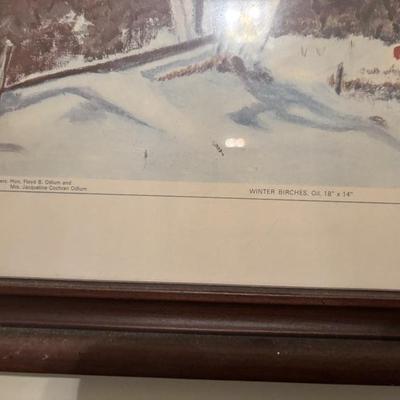 Hon. Floyd B. Odlum and
Mrs. Jacqueline Cochran Odlum
WINTER BIRCHES, Oil, 18" x 14"